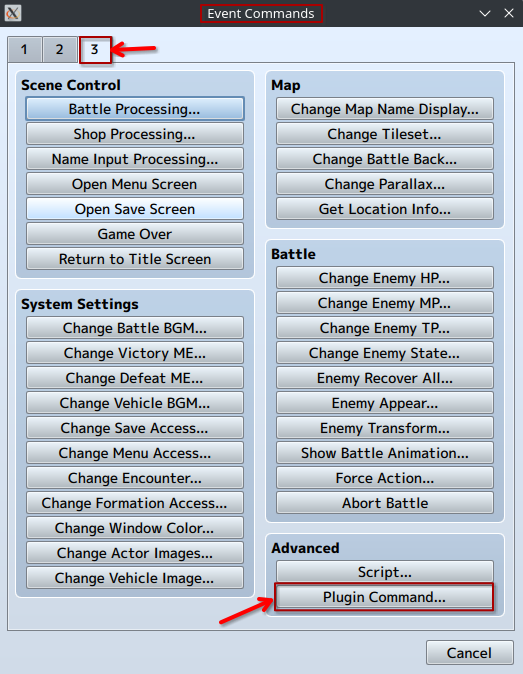 Event Commands
1 2 3
Scene Control
Battle Processing...
Shop Processing...
Name Input Processing...
Open Menu Screen
Open Save Screen
Game Over
Return to Title Screen
System Settings
Change Battle BGM...
Change Victory ME...
Change Defeat ME...
Change Vehicle BGM...
Change Save Access...
Change Menu Access...
Change Encounter...
Change Formation Access...
Change Window Color...
Change Actor Images...
Change Vehicle Image...
Map
Change Map Name Display...
Change Tileset...
Change Battle Back...
Change Parallax...
Get Location Info...
Battle
Change Enemy HP...
Change Enemy MP...
Change Enemy TP...
Change Enemy State...
Enemy Recover All...
Enemy Appear...
Enemy Transform...
Show Battle Animation...
Force Action...
Abort Battle
Advanced
Script...
Plugin Command...
Cancel